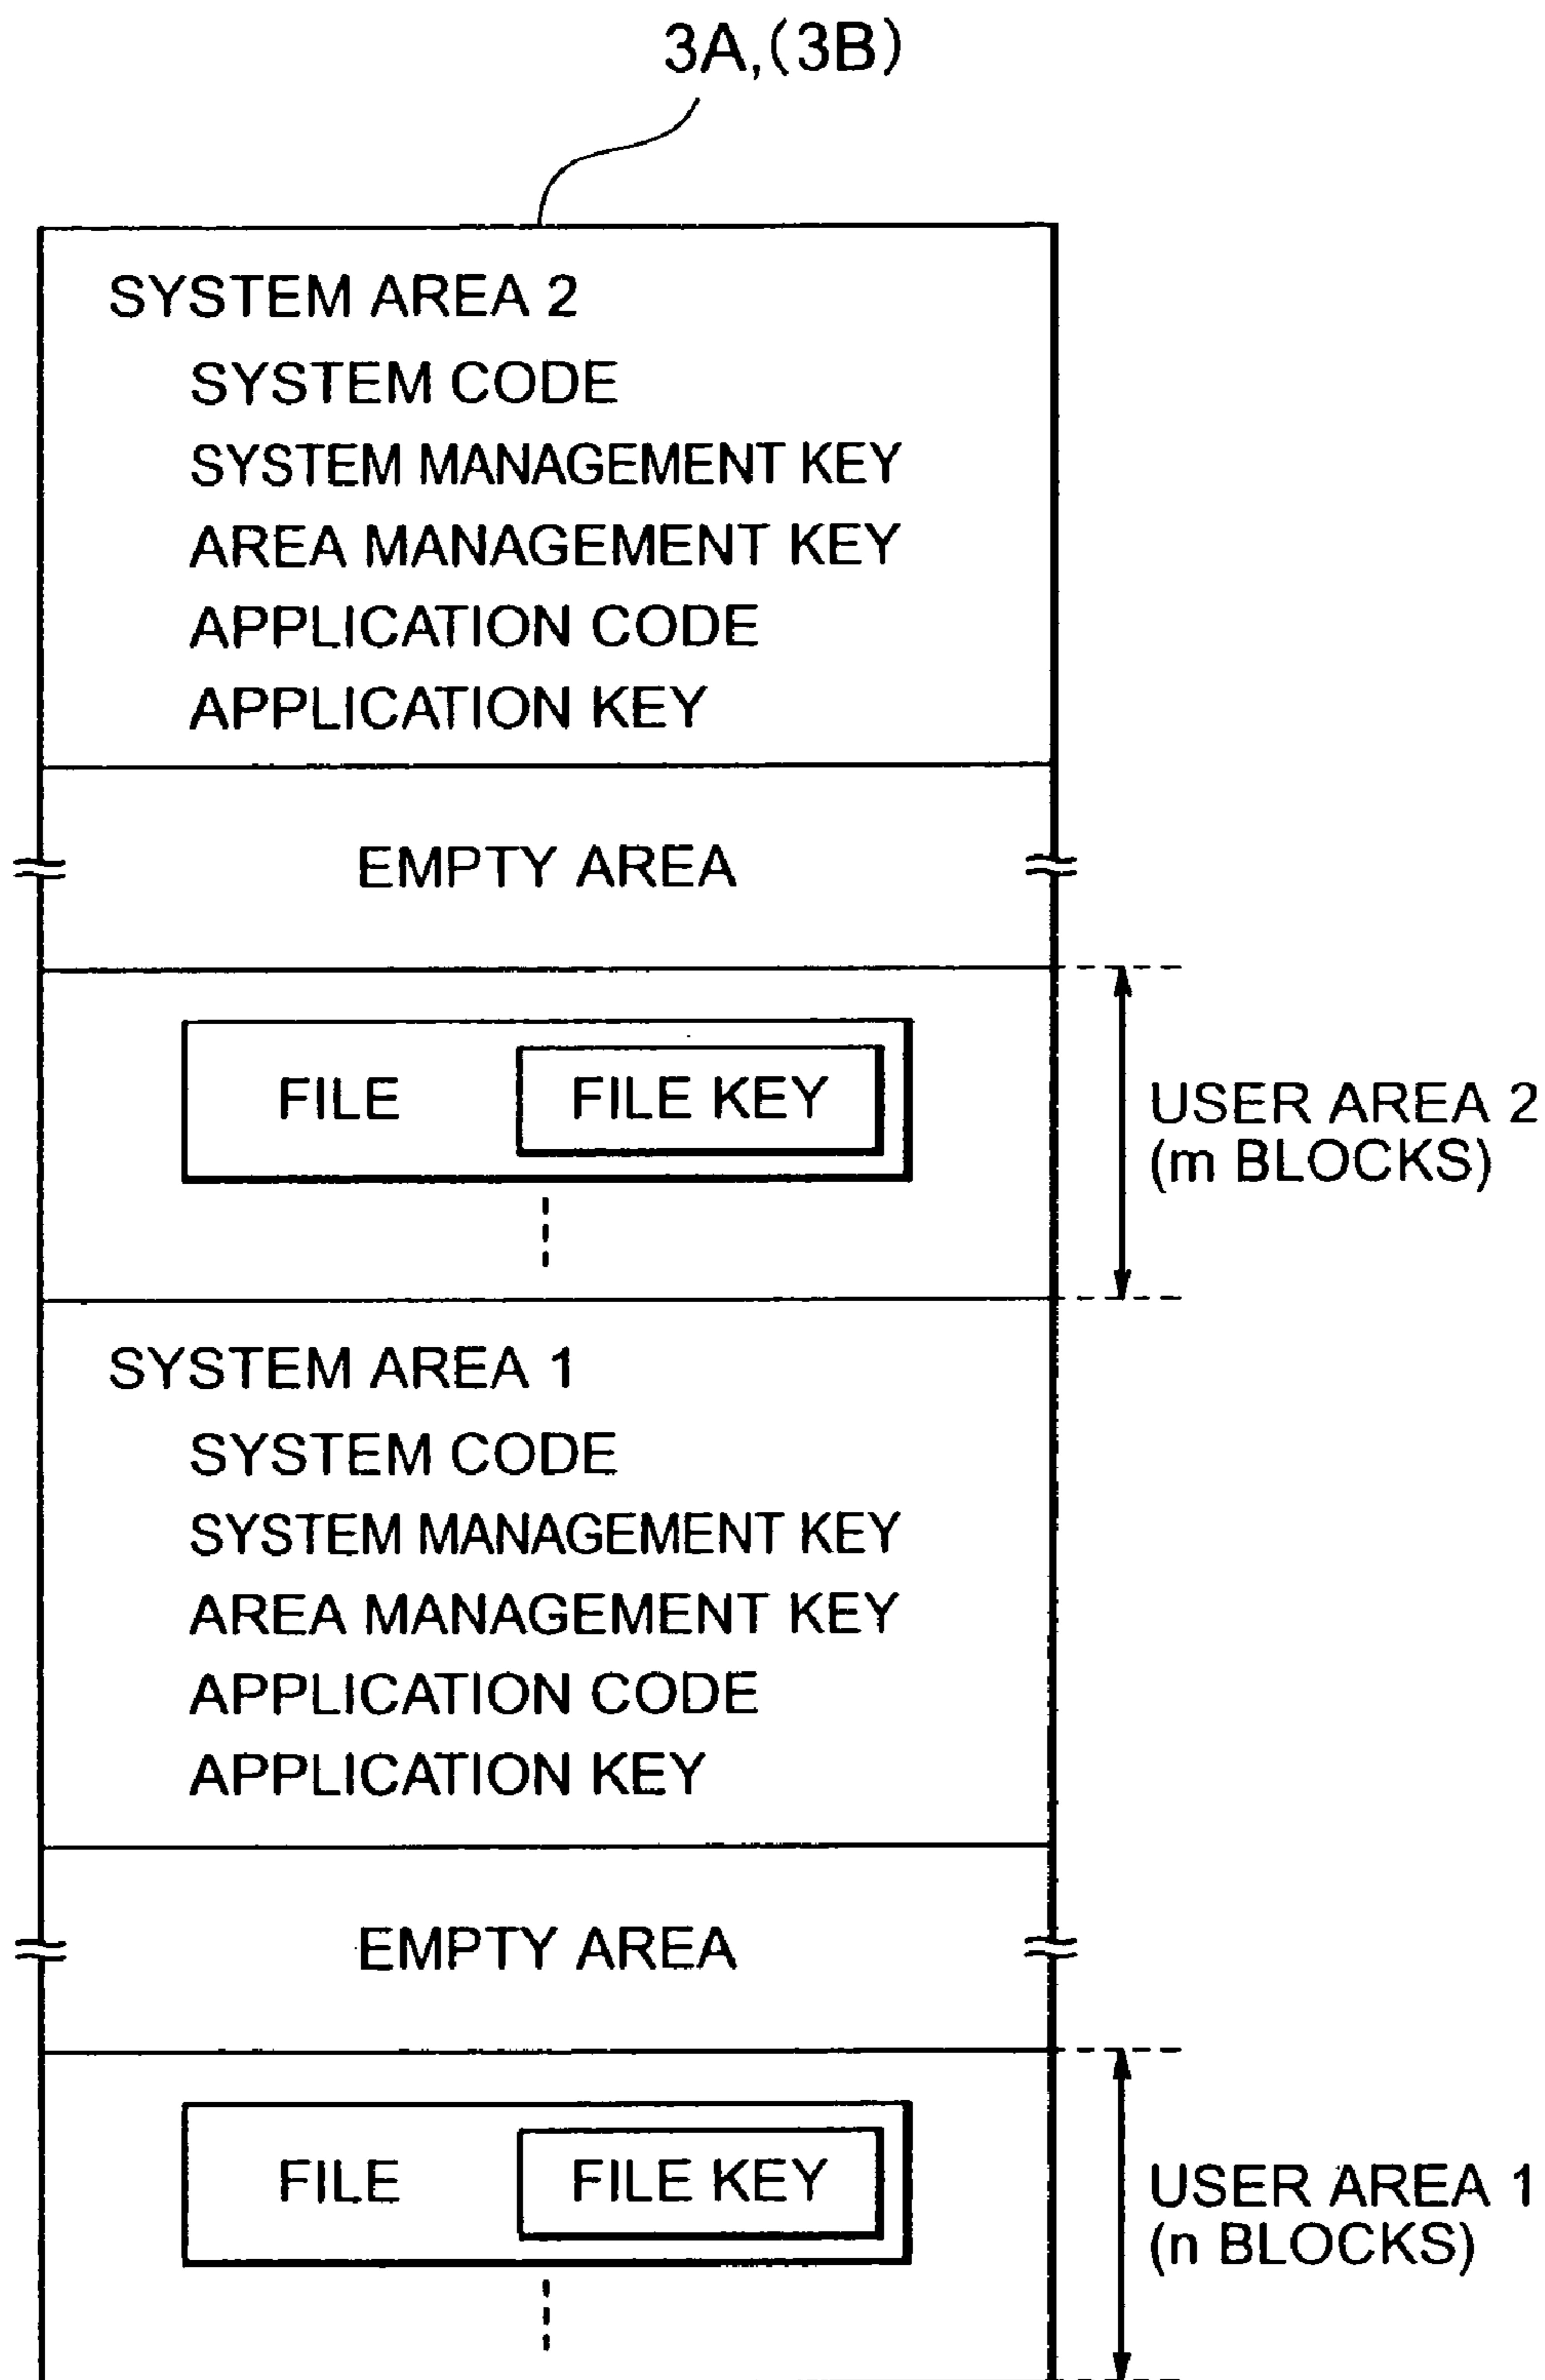 3A,(3B)
SYSTEM AREA 2
SYSTEM CODE
SYSTEM MANAGEMENT KEY
AREA MANAGEMENT KEY
APPLICATION CODE
APPLICATION KEY
EMPTY AREA
FILE
FILE KEY
USER AREA 2
(m BLOCKS)
SYSTEM AREA 1
SYSTEM CODE
SYSTEM MANAGEMENT KEY
AREA MANAGEMENT KEY
APPLICATION CODE
APPLICATION KEY
EMPTY AREA
FILE
FILE KEY
USER AREA 1
(n BLOCKS)